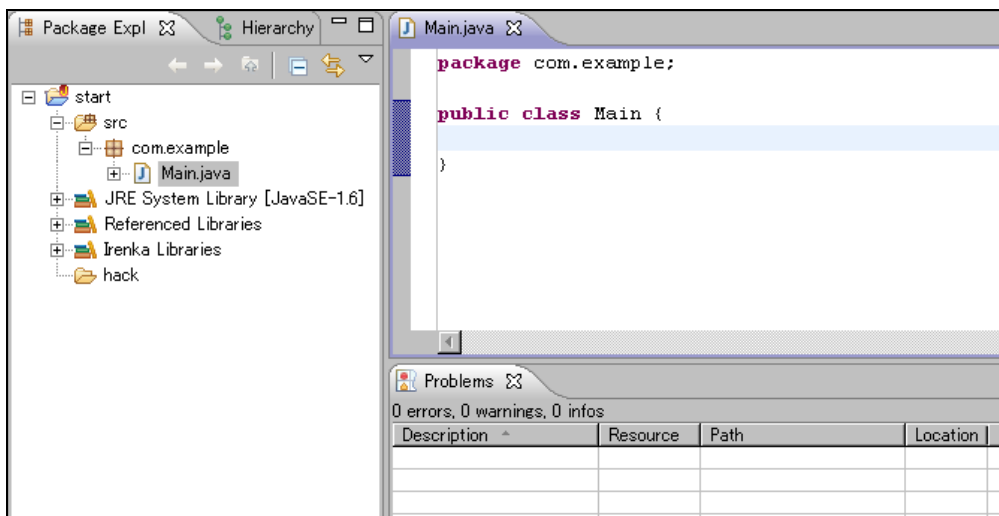 Package Expl
Hierarchy
start
src
com.example
Main.java
JRE System Library [JavaSE-1.6]
Referenced Libraries
Irenka Libraries
hack
Main.java
package com.example;
public class Main {
}
Problems
0 errors, 0 warnings, 0 infos
Description Resource Path Location